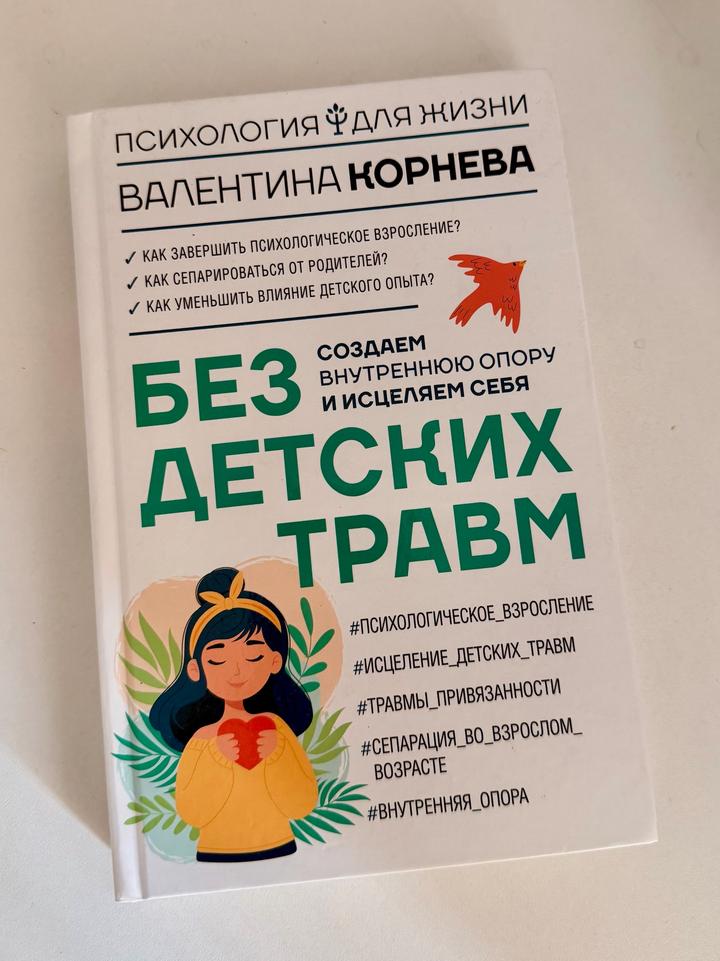 ПСИХОЛОГИЯ ДЛЯ ЖИЗНИ
ВАЛЕНТИНА КОРНЕВА
✓ КАК ЗАВЕРШИТЬ ПСИХОЛОГИЧЕСКОЕ ВЗРОСЛЕНИЕ?
✓ КАК СЕПАРИРОВАТЬСЯ ОТ РОДИТЕЛЕЙ?
✓ КАК УМЕНЬШИТЬ ВЛИЯНИЕ ДЕТСКОГО ОПЫТА?
СОЗДАЕМ
ВНУТРЕННЮЮ ОПОРУ
И ИСЦЕЛЯЕМ СЕБЯ
БЕЗ
ДЕТСКИХ
ТРАВМ
#ПСИХОЛОГИЧЕСКОЕ_ВЗРОСЛЕНИЕ
#ИСЦЕЛЕНИЕ_ДЕТСКИХ_ТРАВМ
#ТРАВМЫ_ПРИВЯЗАННОСТИ
#СЕПАРАЦИЯ_ВО_ВЗРОСЛОМ_
ВОЗРАСТЕ
#ВНУТРЕННЯЯ_ОПОРА